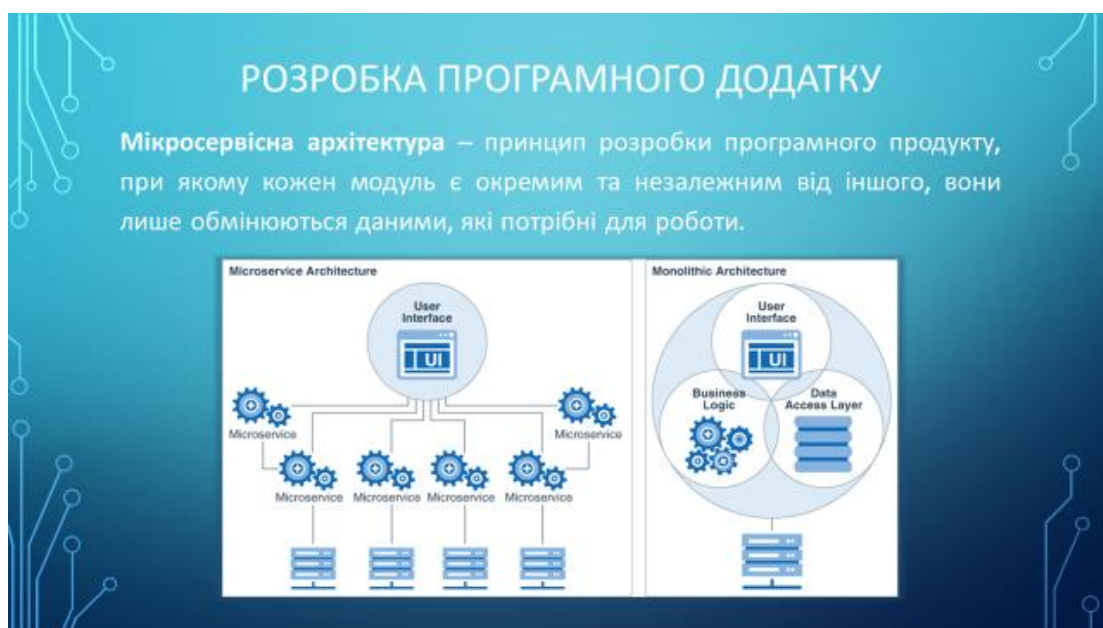 РОЗРОБКА ПРОГРАМНОГО ДОДАТКУ
Мікросервісна архітектура – принцип розробки програмного продукту,
при якому кожен модуль є окремим та незалежним від іншого, вони
лише обмінюються даними, які потрібні для роботи.
Microservice Architecture
User
Interface
UI
Microservice
Microservice
Microservice
Microservice
Microservice
Microservice
Monolithic Architecture
User
Interface
UI
Business
Logic
Data
Access Layer